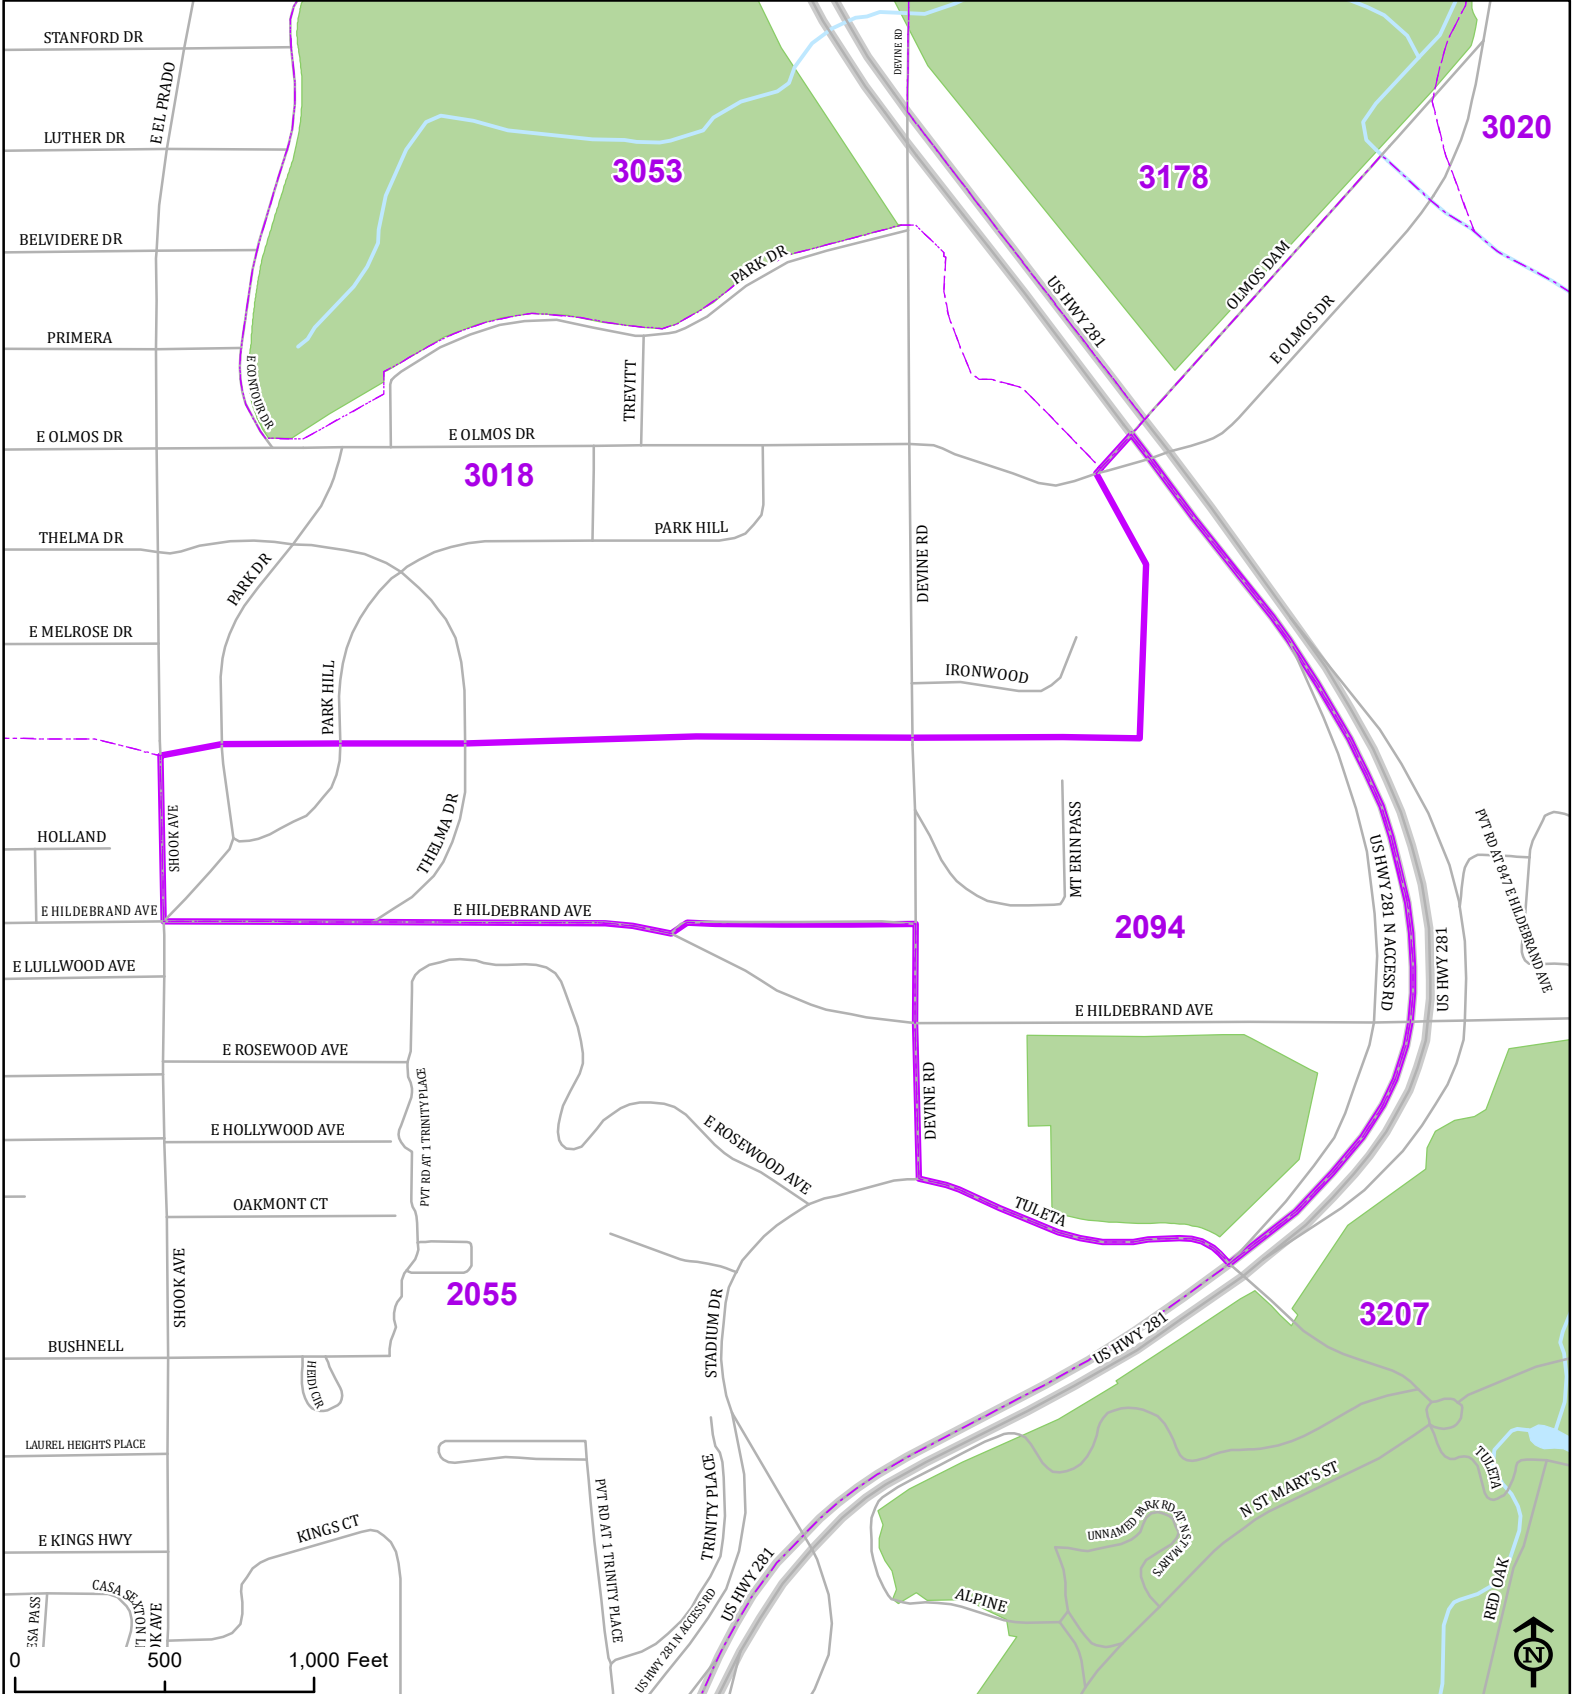 STANFORD DR
E EL PRADO
DEVINE RD
LUTHER DR
3020
3053
3178
BELVIDERE DR
PARK DR
US HWY 281
OLMOS DAM
E OLMOS DR
PRIMERA
E CONTOUR DR
TREVITT
E OLMOS DR
E OLMOS DR
3018
THELMA DR
PARK HILL
DEVINE RD
PARK DR
E MELROSE DR
PARK HILL
IRONWOOD
SHOOK AVE
HOLLAND
THELMA DR
MT ERIN PASS
US HWY 281 N ACCESS RD
PVT RD AT 847 E HILDEBRAND AVE
E HILDEBRAND AVE
E HILDEBRAND AVE
2094
US HWY 281
E LULLWOOD AVE
E HILDEBRAND AVE
E ROSEWOOD AVE
PVT RD AT 1 TRINITY PLACE
DEVINE RD
E HOLLYWOOD AVE
E ROSEWOOD AVE
OAKMONT CT
TULETA
SHOOK AVE
2055
STADIUM DR
3207
BUSHNELL
US HWY 281
HEIDI CIR
LAUREL HEIGHTS PLACE
TULETA
N ST MARY'S ST
PVT RD AT 1 TRINITY PLACE
TRINITY PLACE
UNNAMED PARK RD AT N ST MARY'S
E KINGS HWY
KINGS CT
US HWY 281
CASA SEXTON
ESA PASS
OK AVE
US HWY 281 N ACCESS RD
ALPINE
RED OAK
0 500 1,000 Feet
N